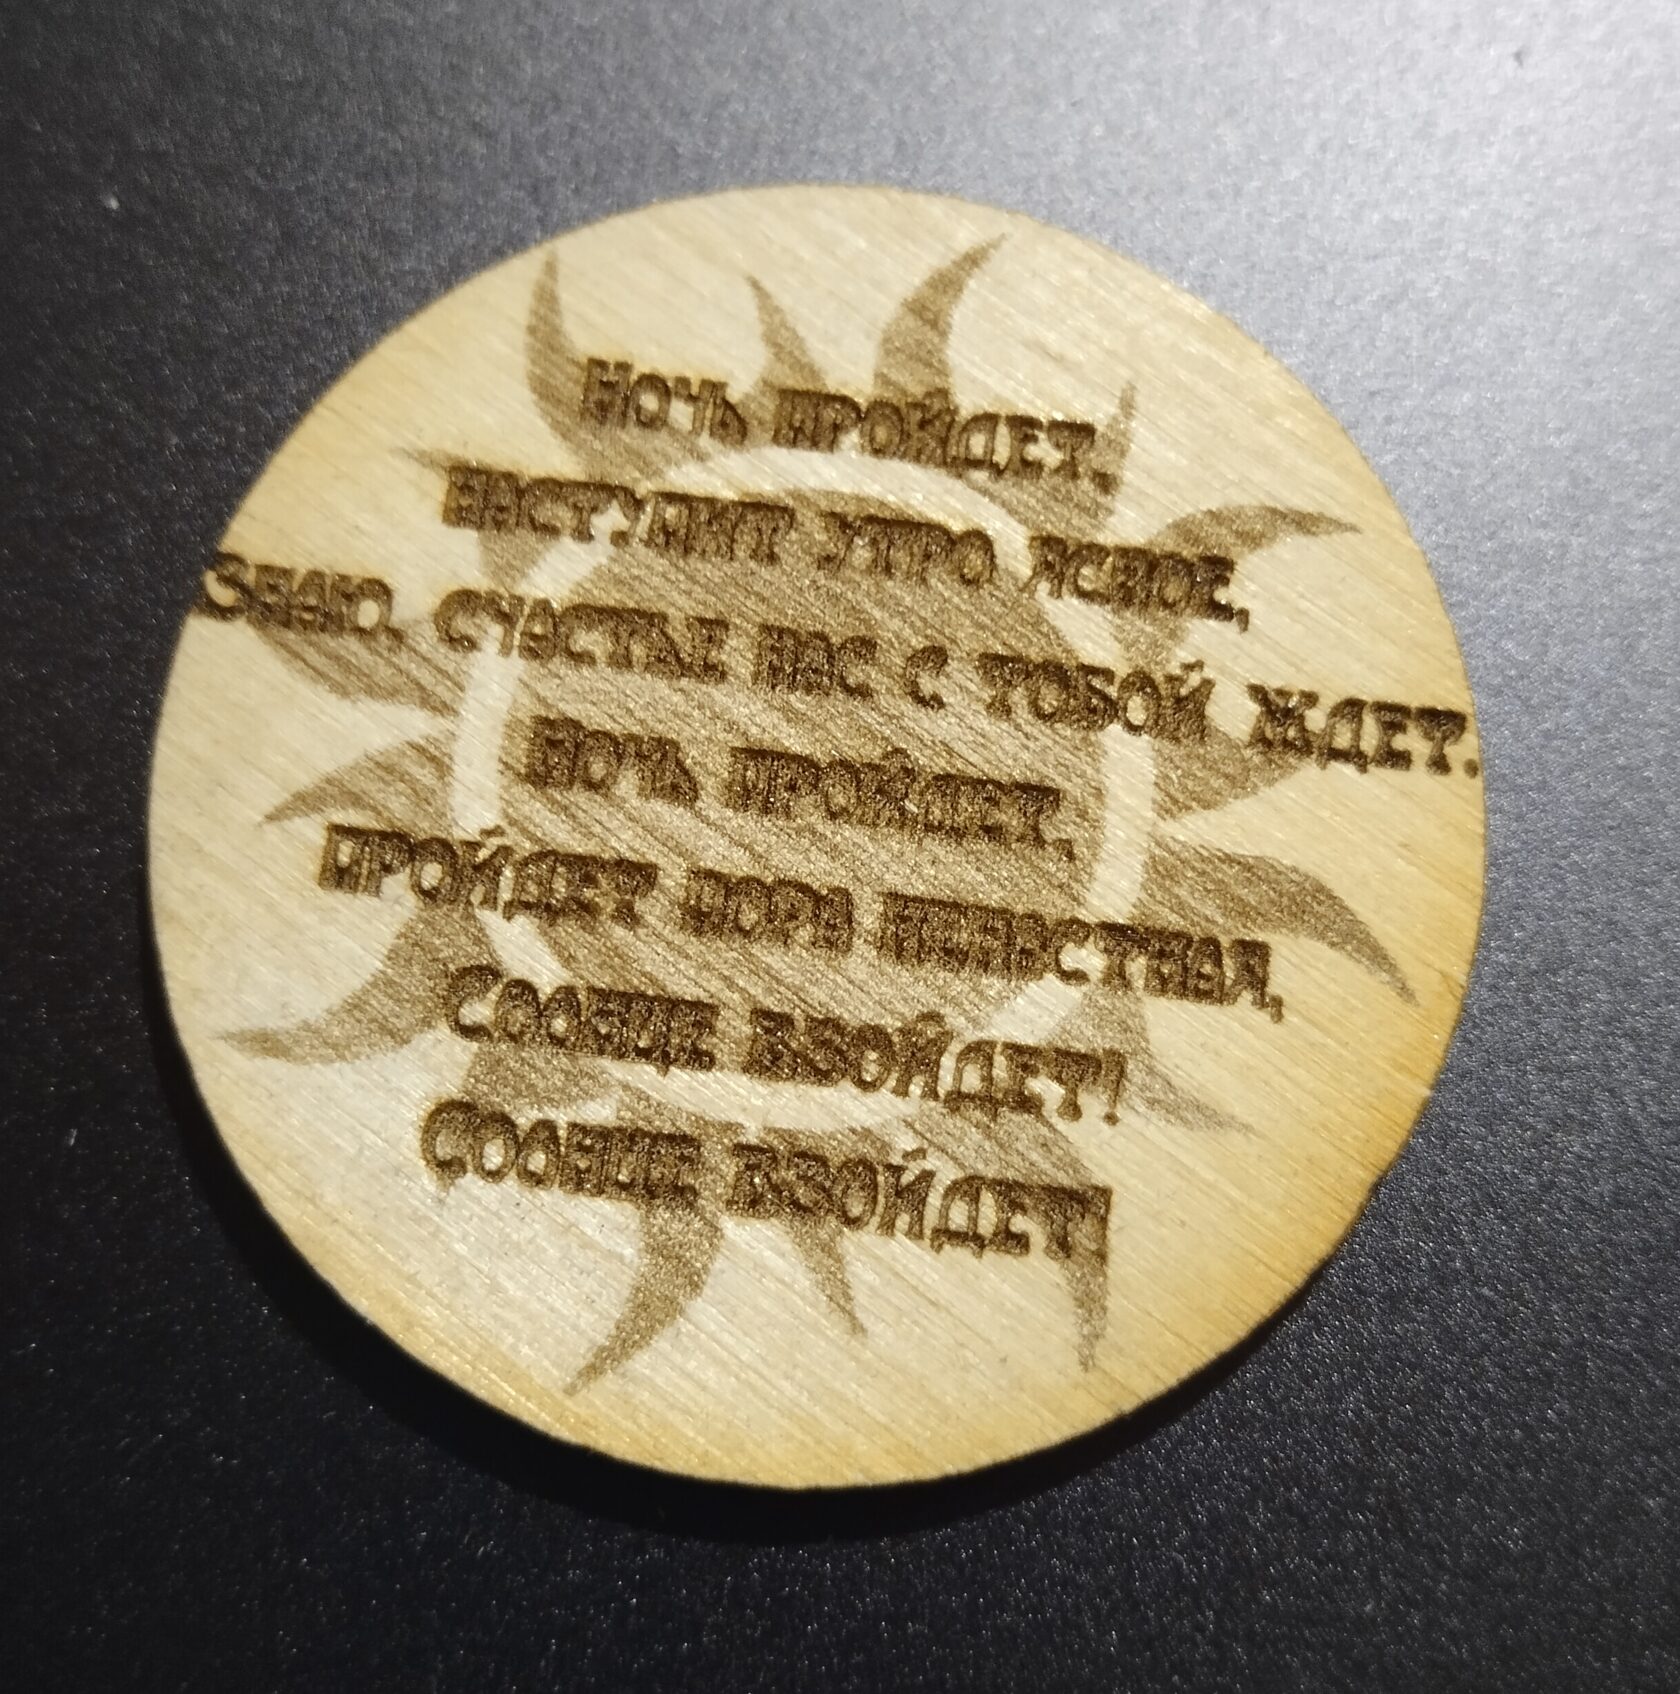 Ночь пройдет,
наступит утро ясное,
Знаю, счастье нас с тобой ждет.
Ночь пройдет,
пройдет пора ненастная,
Солнце взойдет!
Солнце взойдет!